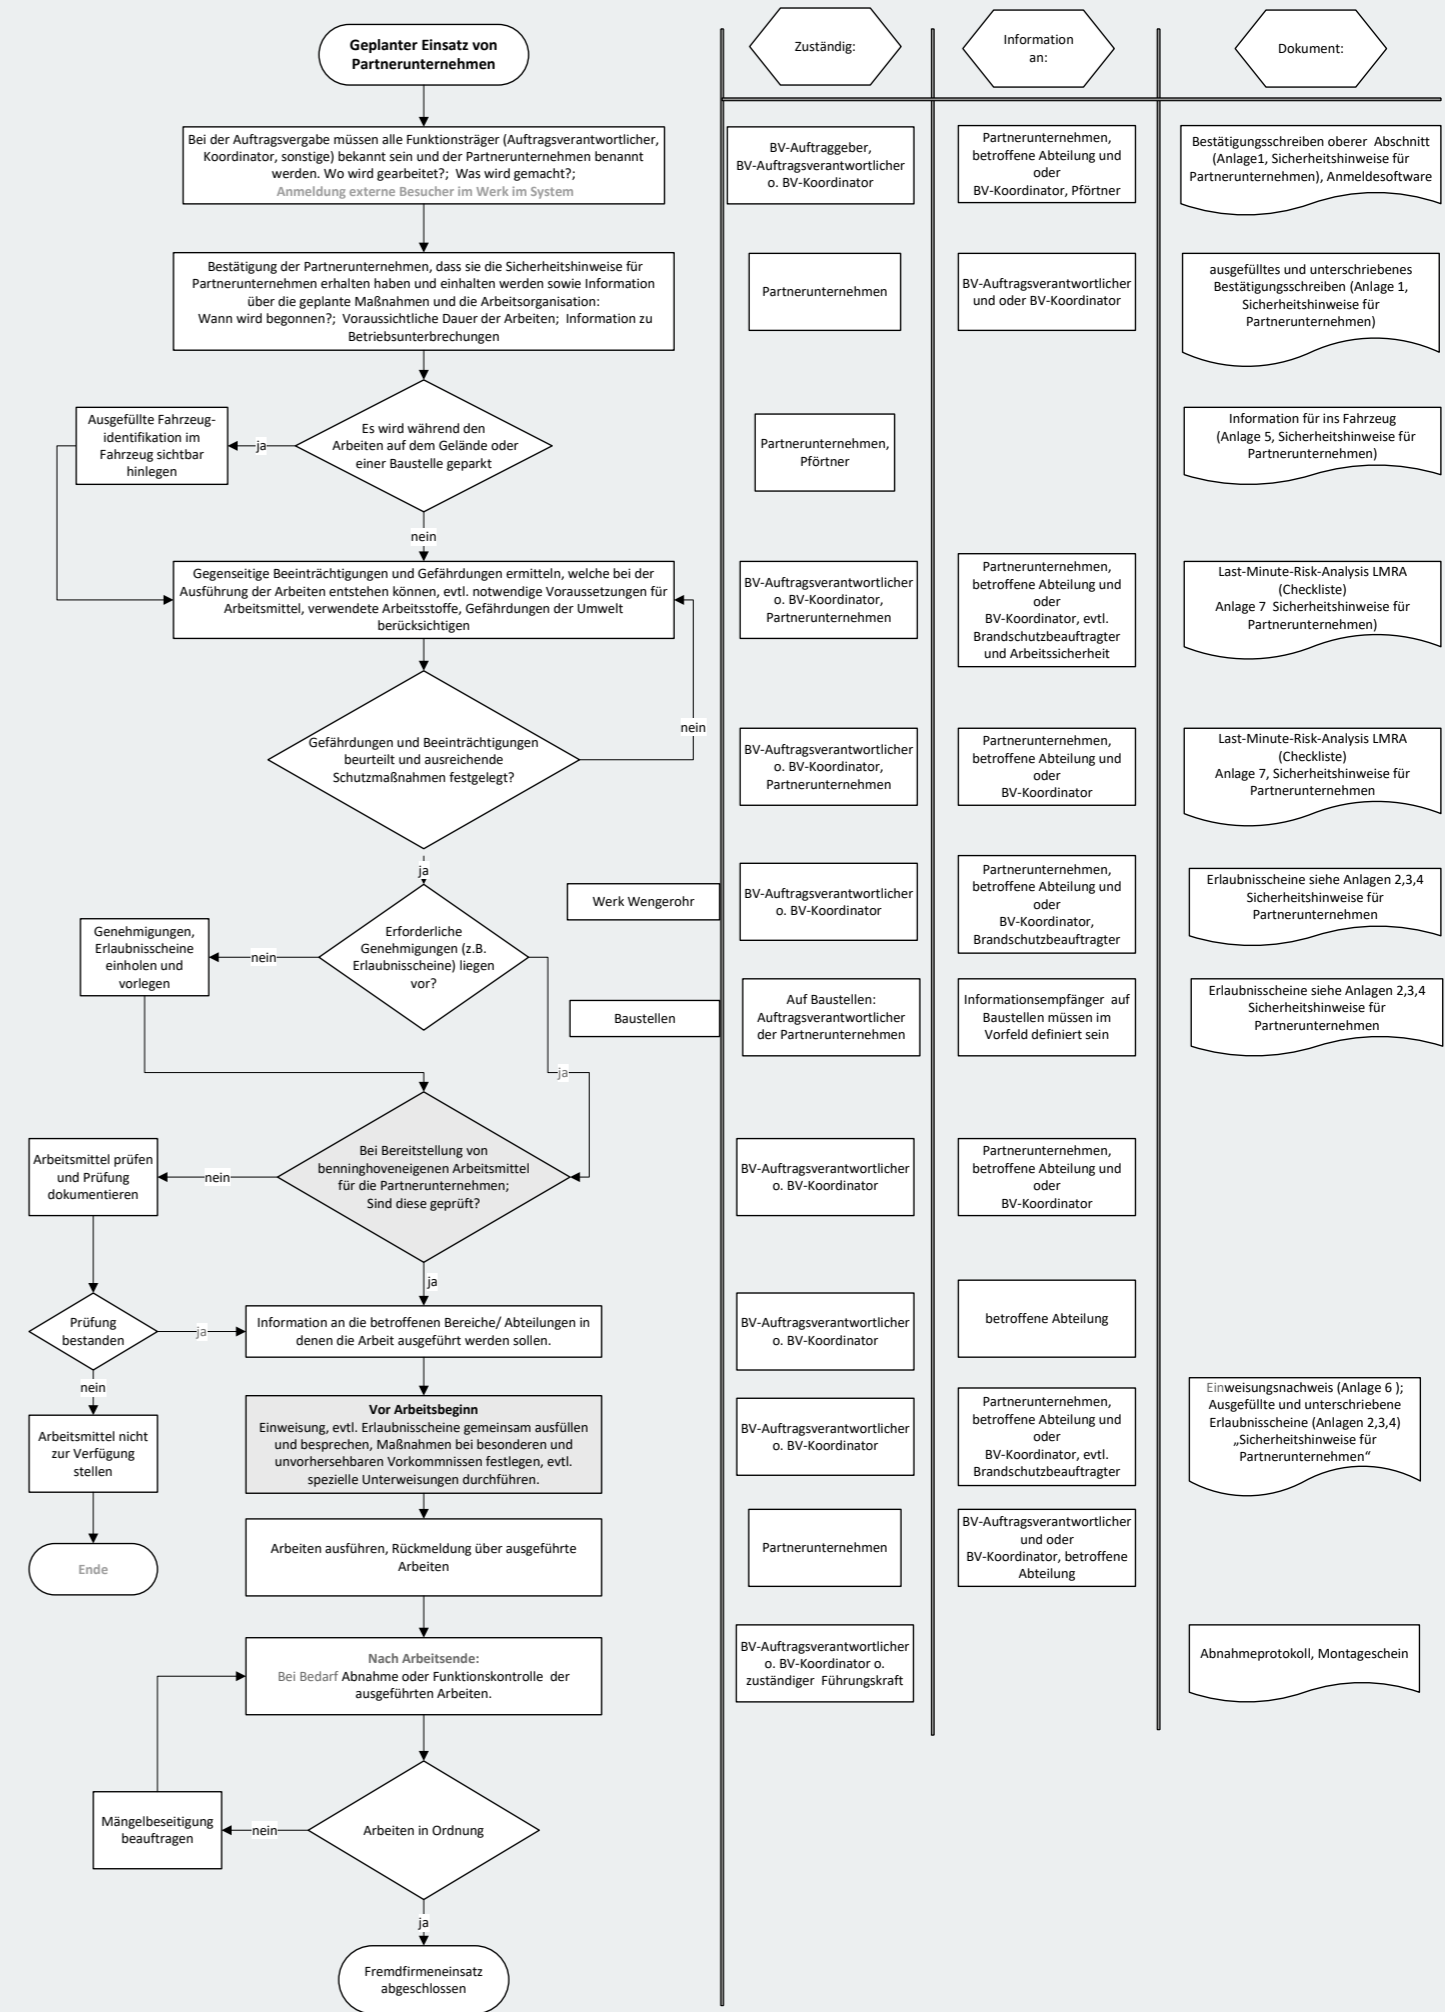 Geplanter Einsatz von
Partnerunternehmen
Zuständig:
Information
an:
Dokument:
Bei der Auftragsvergabe müssen alle Funktionsträger (Auftragsverantwortlicher,
Koordinator, sonstige) bekannt sein und der Partnerunternehmen benannt
werden. Wo wird gearbeitet?; Was wird gemacht?;
Anmeldung externe Besucher im Werk im System
BV-Auftraggeber,
BV-Auftragsverantwortlicher
o. BV-Koordinator
Partnerunternehmen,
betroffene Abteilung und
oder
BV-Koordinator, Pförtner
Bestätigungsschreiben oberer Abschnitt
(Anlage1, Sicherheitshinweise für
Partnerunternehmen), Anmeldesoftware
Bestätigung der Partnerunternehmen, dass sie die Sicherheitshinweise für
Partnerunternehmen erhalten haben und einhalten werden sowie Information
über die geplante Maßnahmen und die Arbeitsorganisation:
Wann wird begonnen?; Voraussichtliche Dauer der Arbeiten; Information zu
Betriebsunterbrechungen
Partnerunternehmen
BV-Auftragsverantwortlicher
und oder BV-Koordinator
ausgefülltes und unterschriebenes
Bestätigungsschreiben (Anlage 1,
Sicherheitshinweise für
Partnerunternehmen)
Ausgefüllte Fahrzeug-
identifikation im
Fahrzeug sichtbar
hinlegen
ja
Es wird während den
Arbeiten auf dem Gelände oder
einer Baustelle geparkt
nein
Partnerunternehmen,
Pförtner
Information für ins Fahrzeug
(Anlage 5, Sicherheitshinweise für
Partnerunternehmen)
Gegenseitige Beeinträchtigungen und Gefährdungen ermitteln, welche bei der
Ausführung der Arbeiten entstehen können, evtl. notwendige Voraussetzungen für
Arbeitsmittel, verwendete Arbeitsstoffe, Gefährdungen der Umwelt
berücksichtigen
BV-Auftragsverantwortlicher
o. BV-Koordinator,
Partnerunternehmen
Partnerunternehmen,
betroffene Abteilung und
oder
BV-Koordinator, evtl.
Brandschutzbeauftragter
und Arbeitssicherheit
Last-Minute-Risk-Analysis LMRA
(Checkliste)
Anlage 7 Sicherheitshinweise für
Partnerunternehmen)
Gefährdungen und Beeinträchtigungen
beurteilt und ausreichende
Schutzmaßnahmen festgelegt?
nein
ja
BV-Auftragsverantwortlicher
o. BV-Koordinator,
Partnerunternehmen
Partnerunternehmen,
betroffene Abteilung und
oder
BV-Koordinator
Last-Minute-Risk-Analysis LMRA
(Checkliste)
Anlage 7, Sicherheitshinweise für
Partnerunternehmen
Genehmigungen,
Erlaubnisscheine
einholen und
vorlegen
nein
Erforderliche
Genehmigungen (z.B.
Erlaubnisscheine) liegen
vor?
ja
Werk Wengerohr
BV-Auftragsverantwortlicher
o. BV-Koordinator
Partnerunternehmen,
betroffene Abteilung und
oder
BV-Koordinator,
Brandschutzbeauftragter
Erlaubnisscheine siehe Anlagen 2,3,4
Sicherheitshinweise für
Partnerunternehmen
Baustellen
Auf Baustellen:
Auftragsverantwortlicher
der Partnerunternehmen
Informationsempfänger auf
Baustellen müssen im
Vorfeld definiert sein
Erlaubnisscheine siehe Anlagen 2,3,4
Sicherheitshinweise für
Partnerunternehmen
Arbeitsmittel prüfen
und Prüfung
dokumentieren
nein
Bei Bereitstellung von
benninghoveneigenen Arbeitsmittel
für die Partnerunternehmen;
Sind diese geprüft?
ja
BV-Auftragsverantwortlicher
o. BV-Koordinator
Partnerunternehmen,
betroffene Abteilung und
oder
BV-Koordinator
Prüfung
bestanden
ja
nein
Information an die betroffenen Bereiche/ Abteilungen in
denen die Arbeit ausgeführt werden sollen.
BV-Auftragsverantwortlicher
o. BV-Koordinator
betroffene Abteilung
Arbeitsmittel nicht
zur Verfügung
stellen
Vor Arbeitsbeginn
Einweisung, evtl. Erlaubnisscheine gemeinsam ausfüllen
und besprechen, Maßnahmen bei besonderen und
unvorhersehbaren Vorkommnissen festlegen, evtl.
spezielle Unterweisungen durchführen.
BV-Auftragsverantwortlicher
o. BV-Koordinator
Partnerunternehmen,
betroffene Abteilung und
oder
BV-Koordinator, evtl.
Brandschutzbeauftragter
Einweisungsnachweis (Anlage 6 );
Ausgefüllte und unterschriebene
Erlaubnisscheine (Anlagen 2,3,4)
„Sicherheitshinweise für
Partnerunternehmen“
Ende
Arbeiten ausführen, Rückmeldung über ausgeführte
Arbeiten
Partnerunternehmen
BV-Auftragsverantwortlicher
und oder
BV-Koordinator, betroffene
Abteilung
Nach Arbeitsende:
Bei Bedarf Abnahme oder Funktionskontrolle der
ausgeführten Arbeiten.
BV-Auftragsverantwortlicher
o. BV-Koordinator o.
zuständiger Führungskraft
Abnahmeprotokoll, Montageschein
Mängelbeseitigung
beauftragen
nein
Arbeiten in Ordnung
ja
Fremdfirmeneinsatz
abgeschlossen